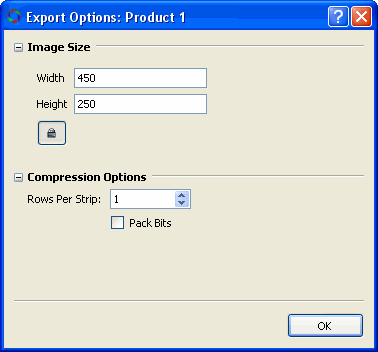 Export Options: Product 1
Image Size
Width 450
Height 250
Compression Options
Rows Per Strip: 1
Pack Bits
OK